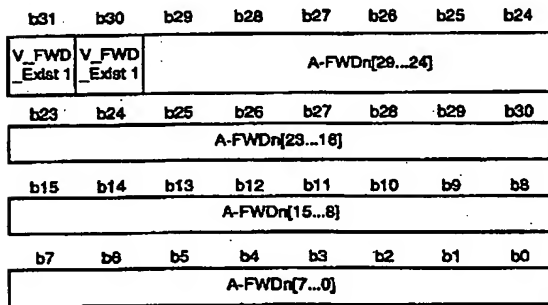 b31 b30 b29 b28 b27 b26 b25 b24
V_FWD V_FWD
_Exist 1 _Exist 1
A-FWDn[29...24]
b23 b24 b25 b26 b27 b28 b29 b30
A-FWDn[23...16]
b15 b14 b13 b12 b11 b10 b9 b8
A-FWDn[15...8]
b7 b6 b5 b4 b3 b2 b1 b0
A-FWDn[7...0]